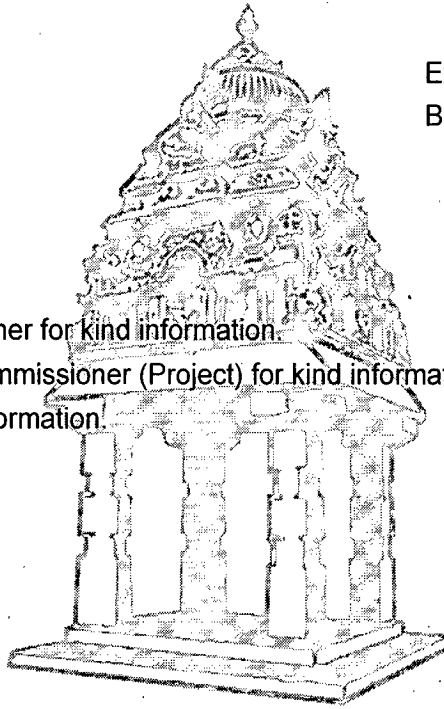 E
B
ner for kind information.
mmissioner (Project) for kind informat
ormation.